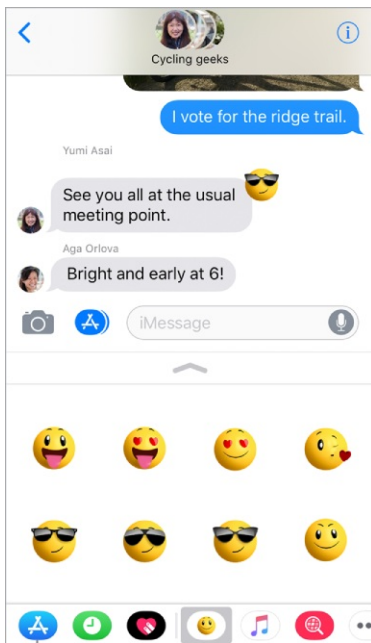 Cycling geeks
I vote for the ridge trail.
Yumi Asai
See you all at the usual
meeting point.
Aga Orlova
Bright and early at 6!
iMessage